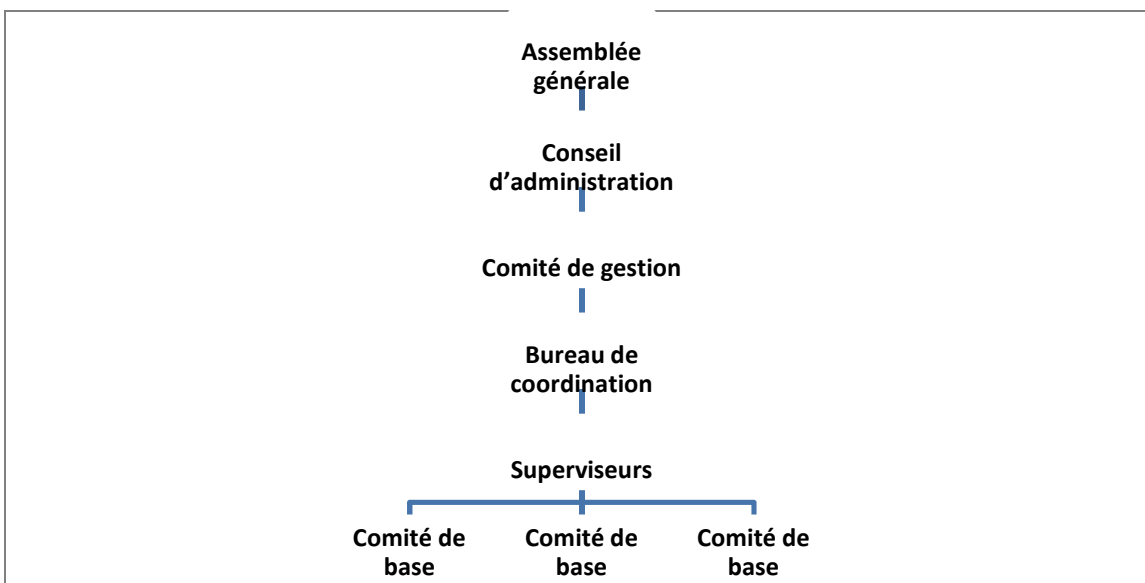 Assemblée
générale
Conseil
d’administration
Comité de gestion
Bureau de
coordination
Superviseurs
Comité de
base
Comité de
base
Comité de
base